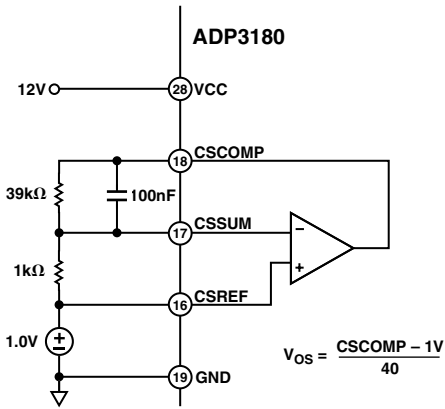 ADP3180
12V
28
VCC
18
CSCOMP
39kΩ
100nF
17
CSSUM
–
1kΩ
+
16
CSREF
1.0V
VOS = CSCOMP – 1V
40
19
GND